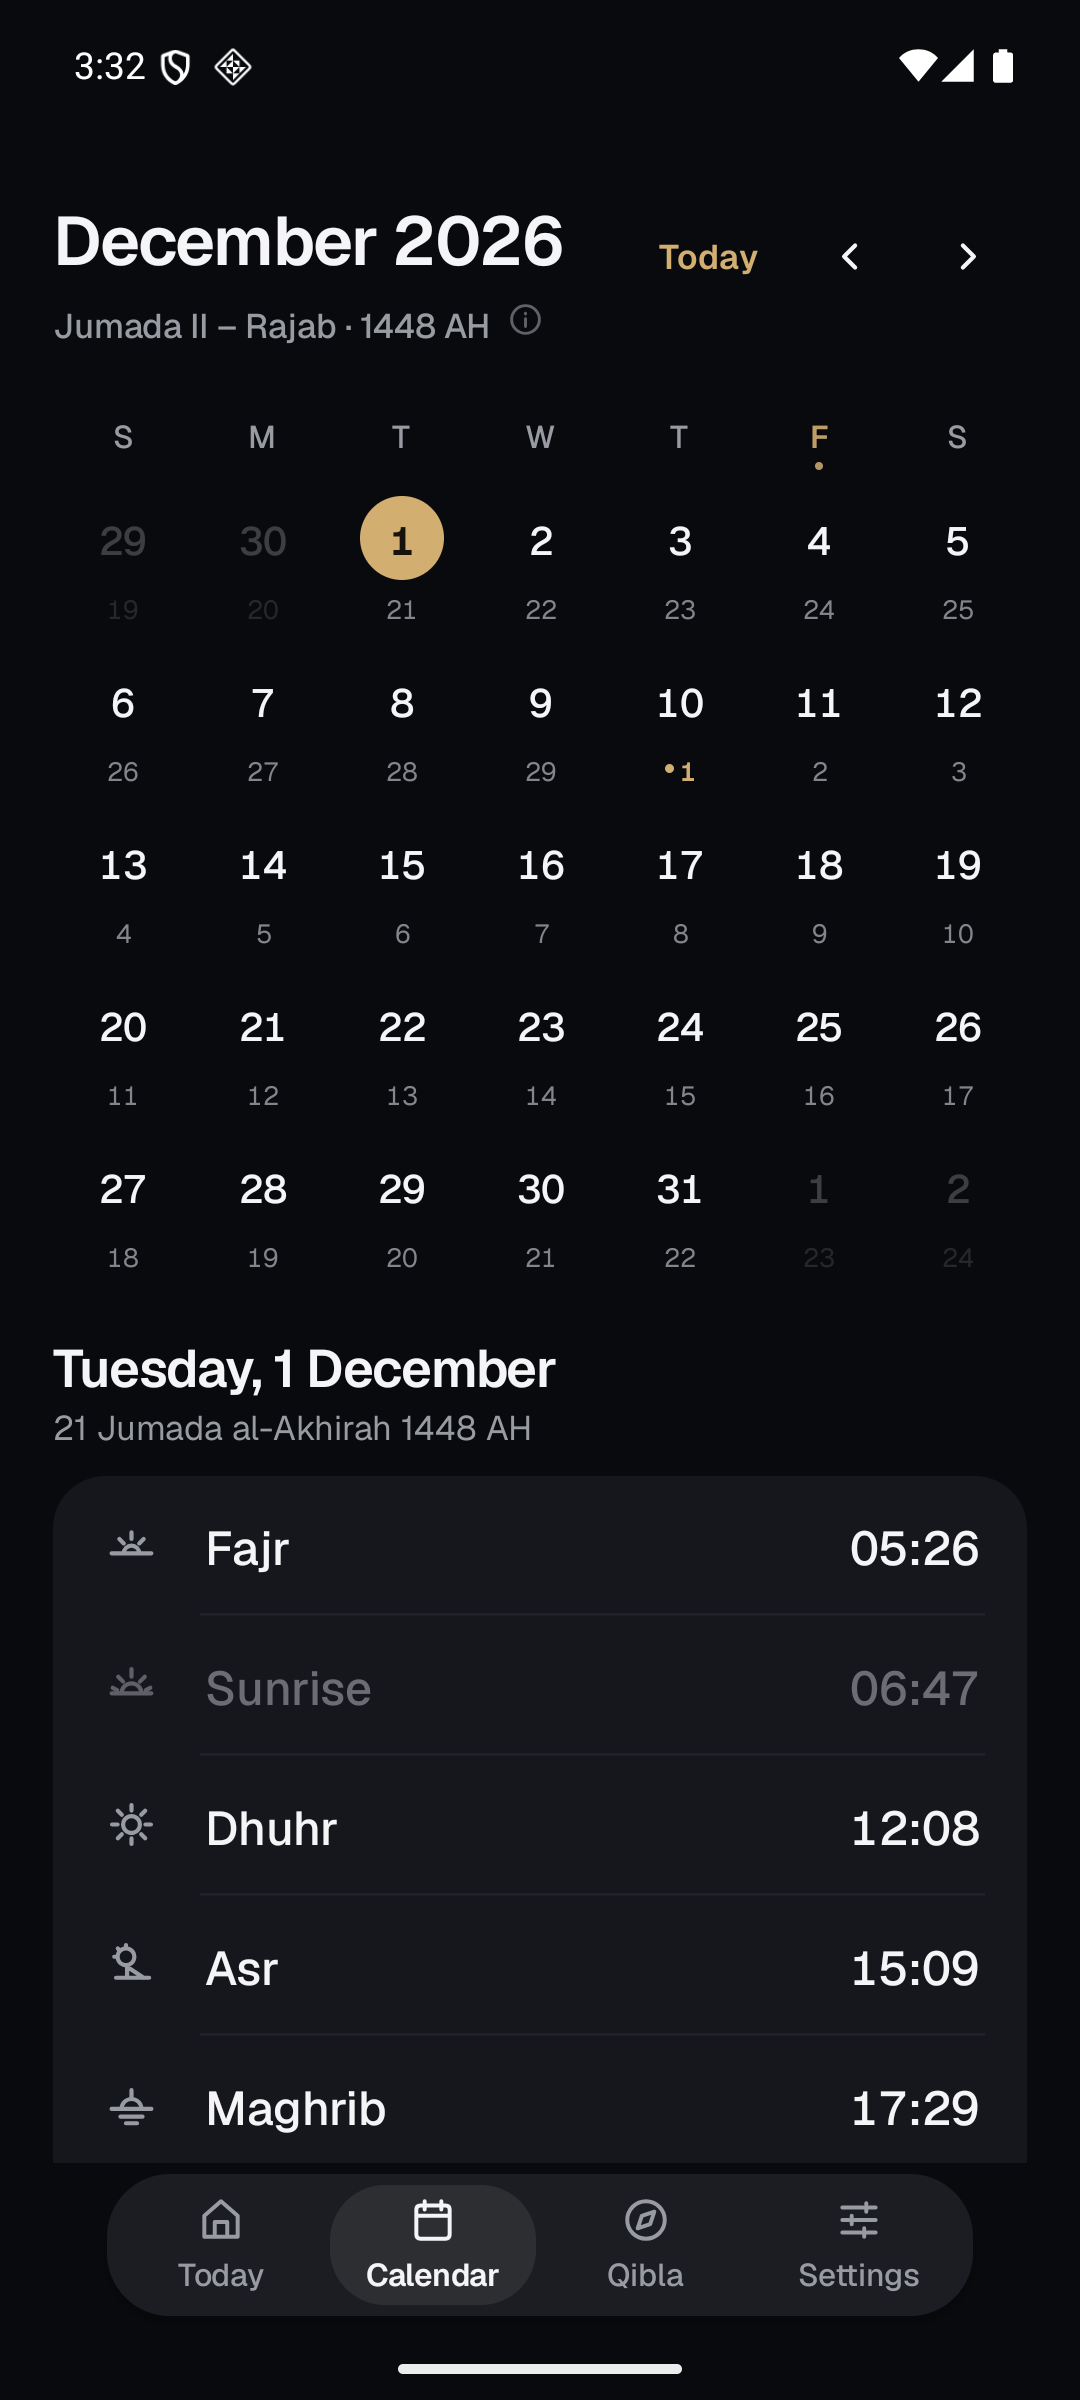 3:32
December 2026
Today
Jumada II – Rajab · 1448 AH
S M T W T F S
29 30 1 2 3 4 5
19 20 21 22 23 24 25
6 7 8 9 10 11 12
26 27 28 29 1 2 3
13 14 15 16 17 18 19
4 5 6 7 8 9 10
20 21 22 23 24 25 26
11 12 13 14 15 16 17
27 28 29 30 31 1 2
18 19 20 21 22 23 24
Tuesday, 1 December
21 Jumada al-Akhirah 1448 AH
Fajr 05:26
Sunrise 06:47
Dhuhr 12:08
Asr 15:09
Maghrib 17:29
Today Calendar Qibla Settings